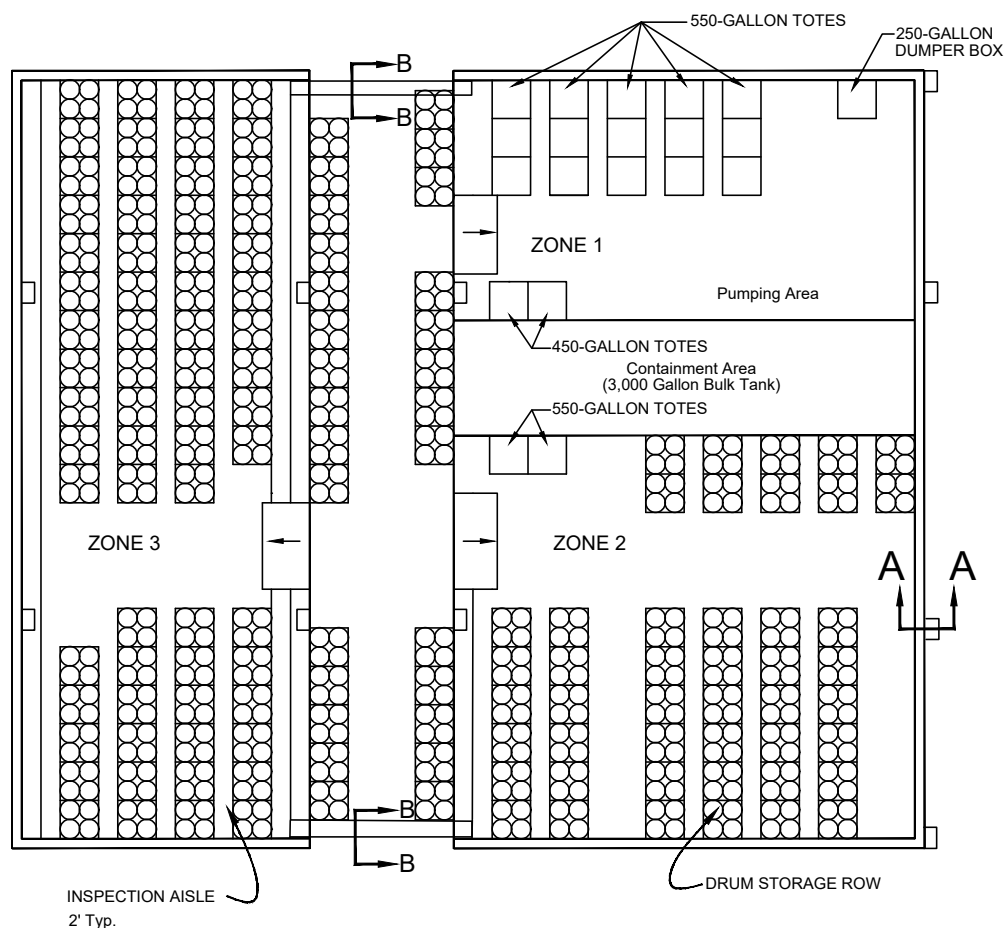 550-GALLON TOTES
250-GALLON
DUMPER BOX
B
B
ZONE 1
Pumping Area
450-GALLON TOTES
Containment Area
(3,000 Gallon Bulk Tank)
550-GALLON TOTES
ZONE 3
ZONE 2
A A
B
B
INSPECTION AISLE
2' Typ.
DRUM STORAGE ROW